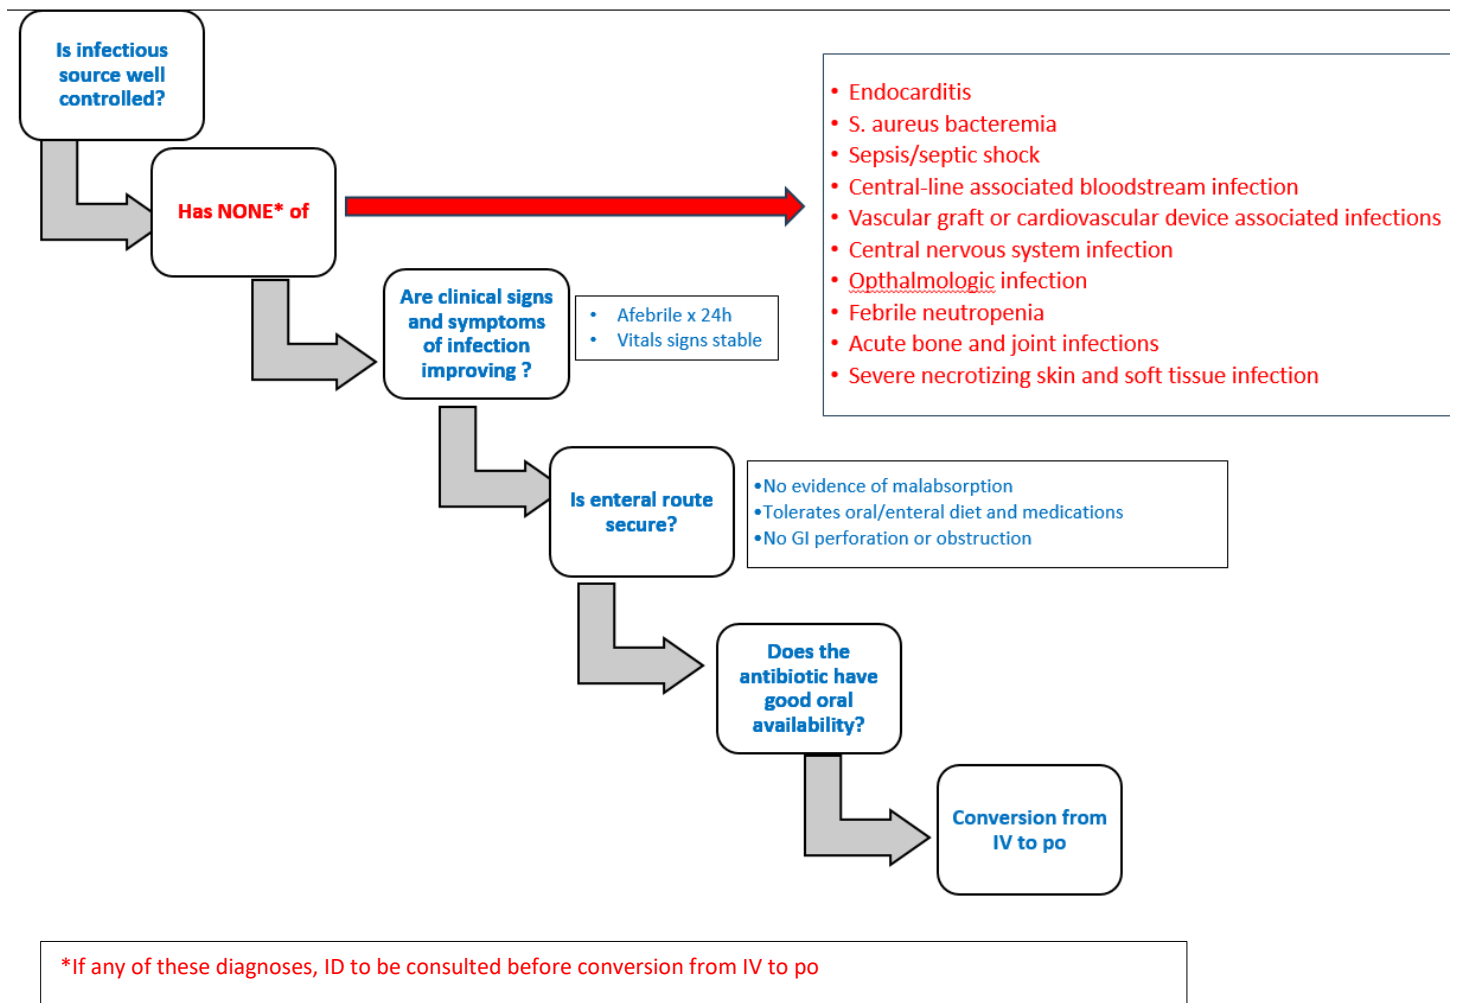 Is infectious
source well
controlled?
Has NONE* of
• Endocarditis
• S. aureus bacteremia
• Sepsis/septic shock
• Central-line associated bloodstream infection
• Vascular graft or cardiovascular device associated infections
• Central nervous system infection
• Opthalmologic infection
• Febrile neutropenia
• Acute bone and joint infections
• Severe necrotizing skin and soft tissue infection
Are clinical signs
and symptoms
of infection
improving ?
• Afebrile x 24h
• Vitals signs stable
Is enteral route
secure?
•No evidence of malabsorption
•Tolerates oral/enteral diet and medications
•No GI perforation or obstruction
Does the
antibiotic have
good oral
availability?
Conversion from
IV to po
*If any of these diagnoses, ID to be consulted before conversion from IV to po